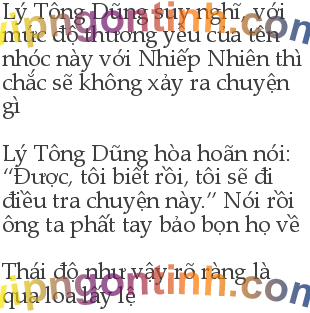 Lý Tông Dũng suy nghĩ, với
mức độ thương yêu của tên
nhóc này với Nhiếp Nhiên thì
chắc sẽ không xảy ra chuyện
gì
Lý Tông Dũng hòa hoãn nói:
“Được, tôi biết rồi, tôi sẽ đi
điều tra chuyện này.” Nói rồi
ông ta phất tay bảo bọn họ về
Thái độ như vậy rõ ràng là
qua loa lấy lệ